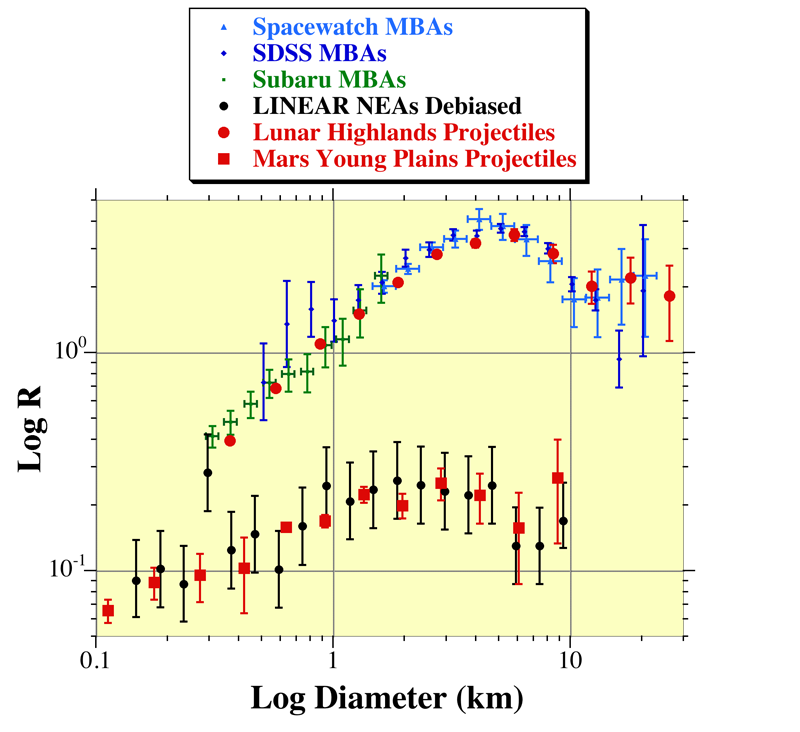 Spacewatch MBAs
SDSS MBAs
Subaru MBAs
LINEAR NEAs Debiased
Lunar Highlands Projectiles
Mars Young Plains Projectiles
10⁰
Log R
10⁻¹
0.1 1 10
Log Diameter (km)